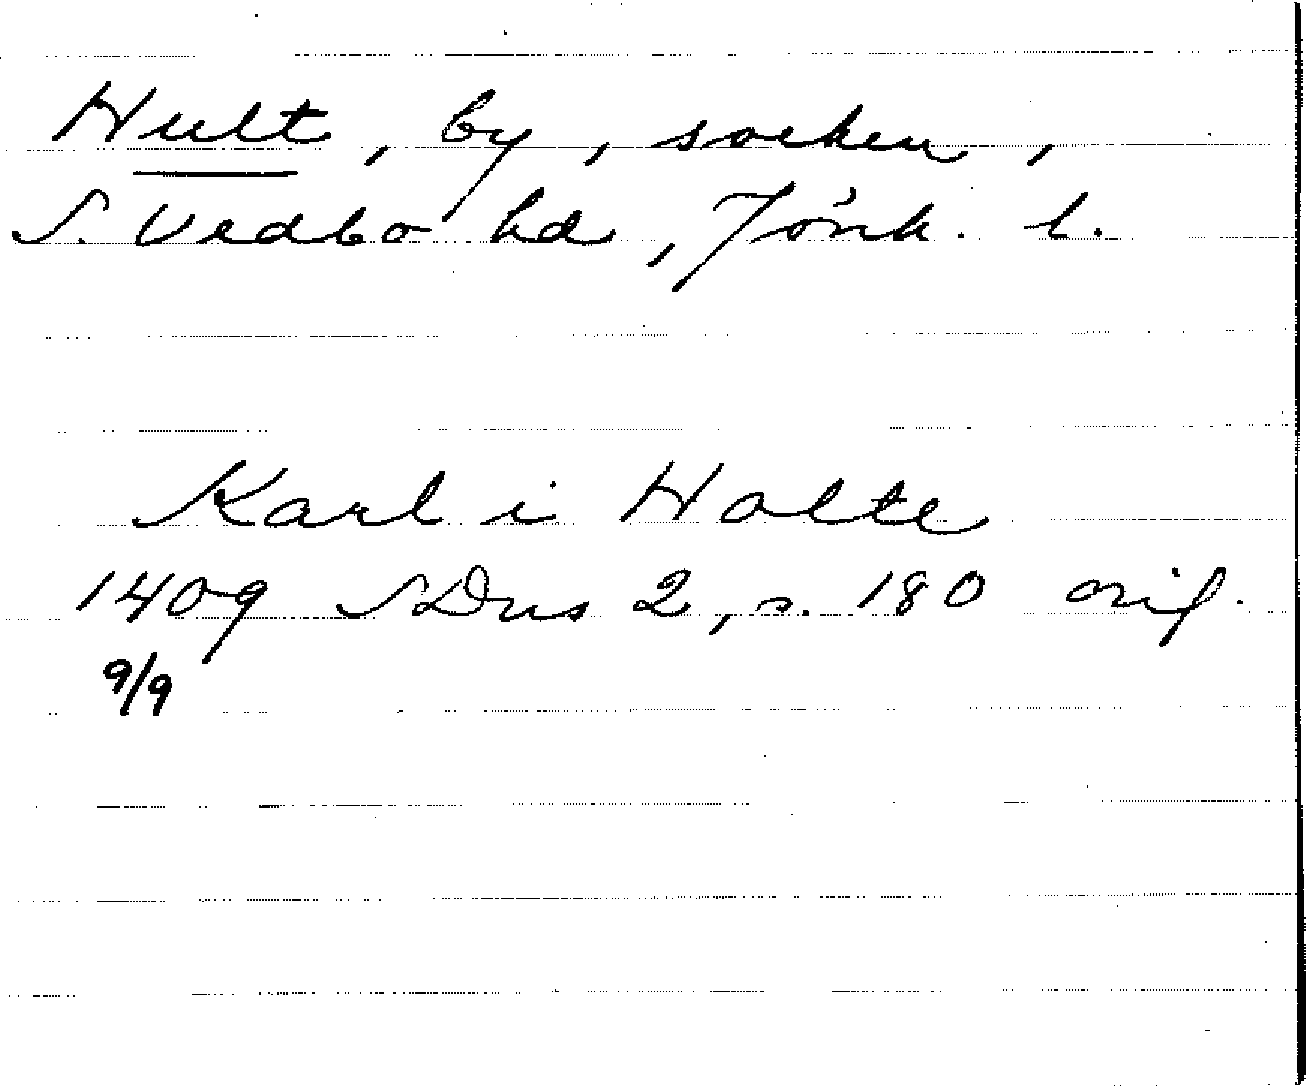 Hult, by, socken,
S. Vedbo hd, Jönk. l.
Karl i Holte
1409 SDns 2, s. 180 orig.
9/9